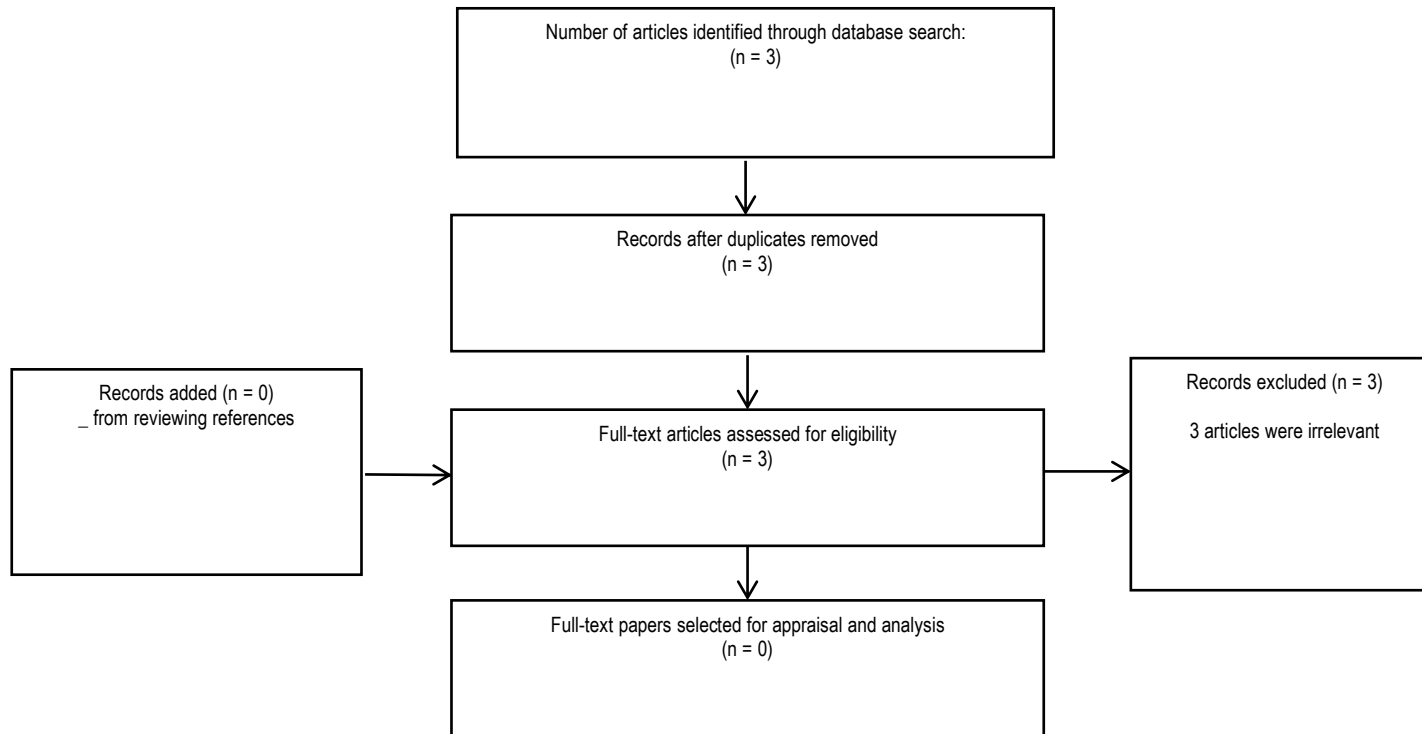 Number of articles identified through database search:
(n = 3)
Records after duplicates removed
(n = 3)
Records added (n = 0)
_ from reviewing references
Full-text articles assessed for eligibility
(n = 3)
Records excluded (n = 3)
3 articles were irrelevant
Full-text papers selected for appraisal and analysis
(n = 0)